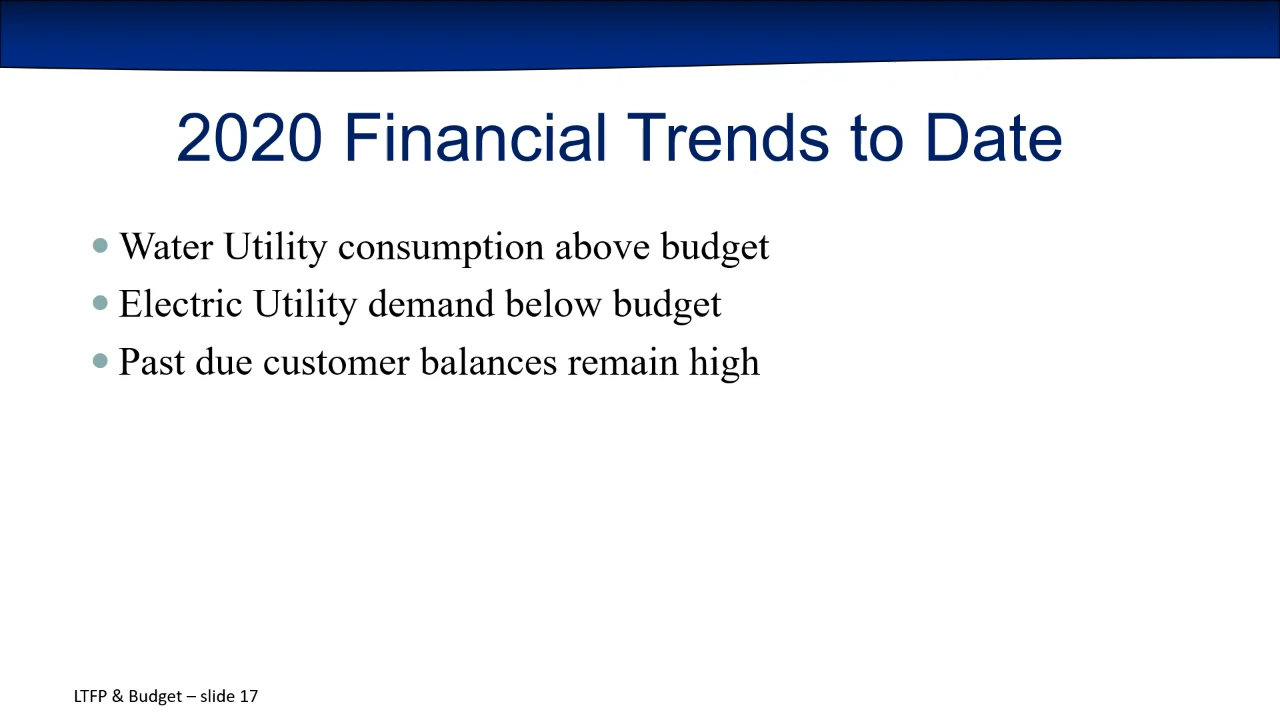 2020 Financial Trends to Date
• Water Utility consumption above budget
• Electric Utility demand below budget
• Past due customer balances remain high
LTFP & Budget – slide 17